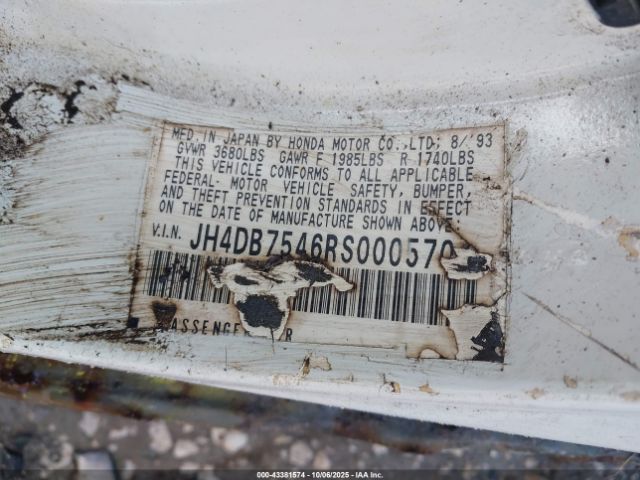 MFD. IN JAPAN BY HONDA MOTOR CO.,LTD; 8/'93
GVWR 3680LBS GAWR F 1985LBS R 1740LBS
THIS VEHICLE CONFORMS TO ALL APPLICABLE
FEDERAL MOTOR VEHICLE SAFETY, BUMPER,
AND THEFT PREVENTION STANDARDS IN EFFECT
ON THE DATE OF MANUFACTURE SHOWN ABOVE.
V.I.N. JH4DB7546RS000570
000-43381574 | 10/06/2025 | © IAA Inc.